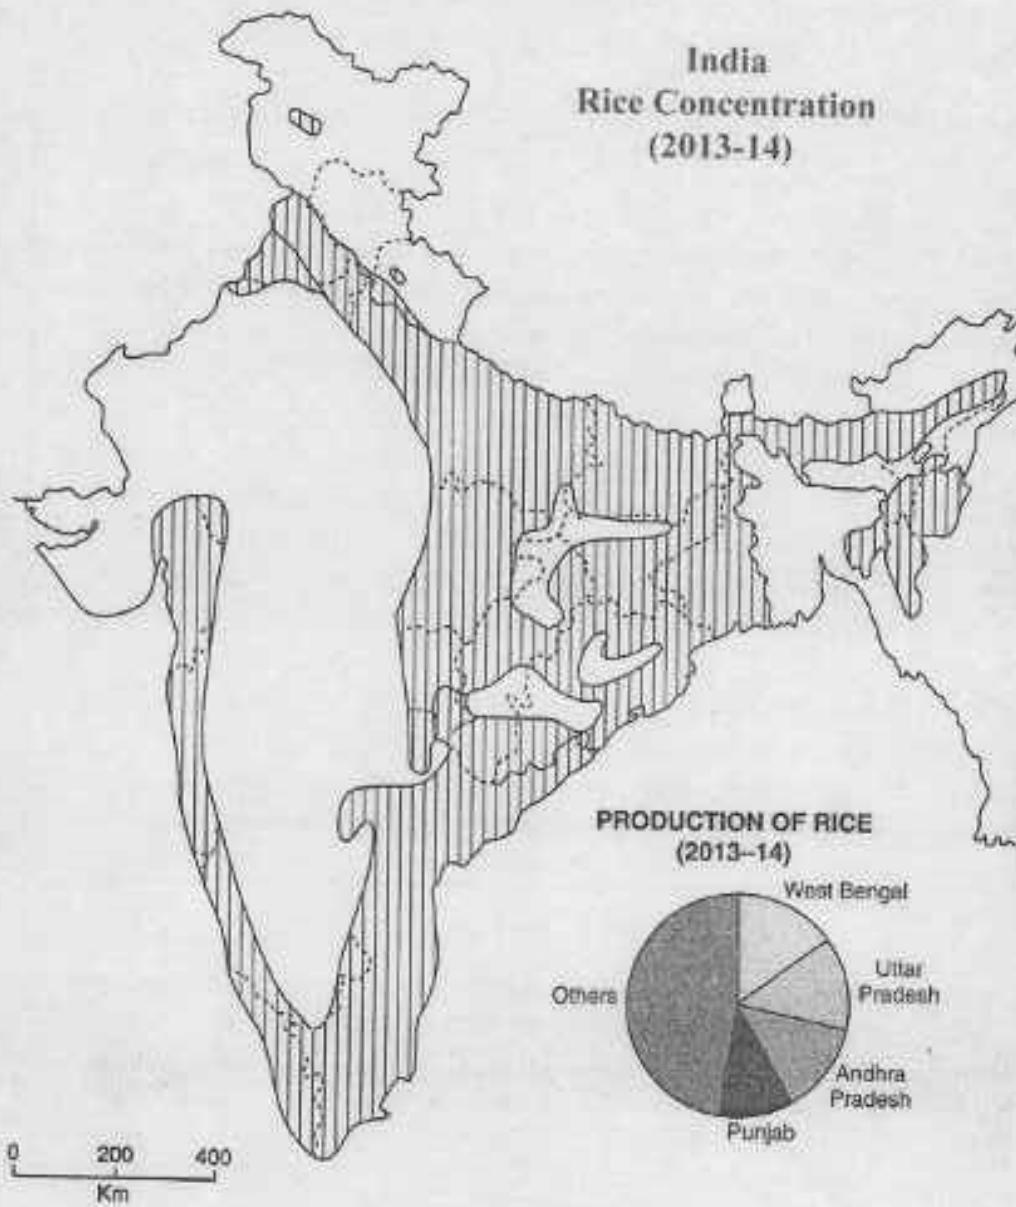 India
Rice Concentration
(2013-14)
PRODUCTION OF RICE
(2013–14)
West Bengal
Uttar
Pradesh
Others
Andhra
Pradesh
Punjab
0 200 400
Km